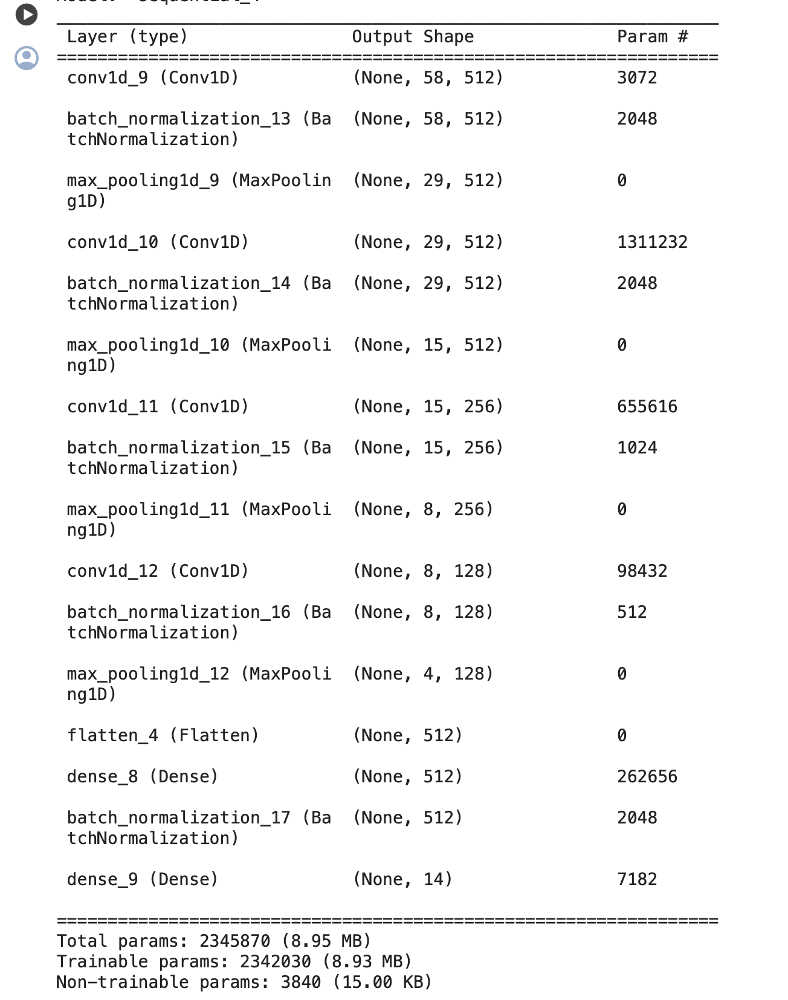 Layer (type) Output Shape Param #
=================================================================
conv1d_9 (Conv1D) (None, 58, 512) 3072
batch_normalization_13 (Ba (None, 58, 512) 2048
tchNormalization)
max_pooling1d_9 (MaxPoolin (None, 29, 512) 0
g1D)
conv1d_10 (Conv1D) (None, 29, 512) 1311232
batch_normalization_14 (Ba (None, 29, 512) 2048
tchNormalization)
max_pooling1d_10 (MaxPooli (None, 15, 512) 0
ng1D)
conv1d_11 (Conv1D) (None, 15, 256) 655616
batch_normalization_15 (Ba (None, 15, 256) 1024
tchNormalization)
max_pooling1d_11 (MaxPooli (None, 8, 256) 0
ng1D)
conv1d_12 (Conv1D) (None, 8, 128) 98432
batch_normalization_16 (Ba (None, 8, 128) 512
tchNormalization)
max_pooling1d_12 (MaxPooli (None, 4, 128) 0
ng1D)
flatten_4 (Flatten) (None, 512) 0
dense_8 (Dense) (None, 512) 262656
batch_normalization_17 (Ba (None, 512) 2048
tchNormalization)
dense_9 (Dense) (None, 14) 7182
=================================================================
Total params: 2345870 (8.95 MB)
Trainable params: 2342030 (8.93 MB)
Non-trainable params: 3840 (15.00 KB)